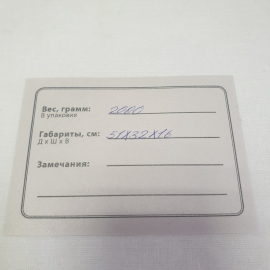 Вес, грамм: 2000
В упаковке
Габариты, см: 51х32х16
Д х Ш х В
Замечания: